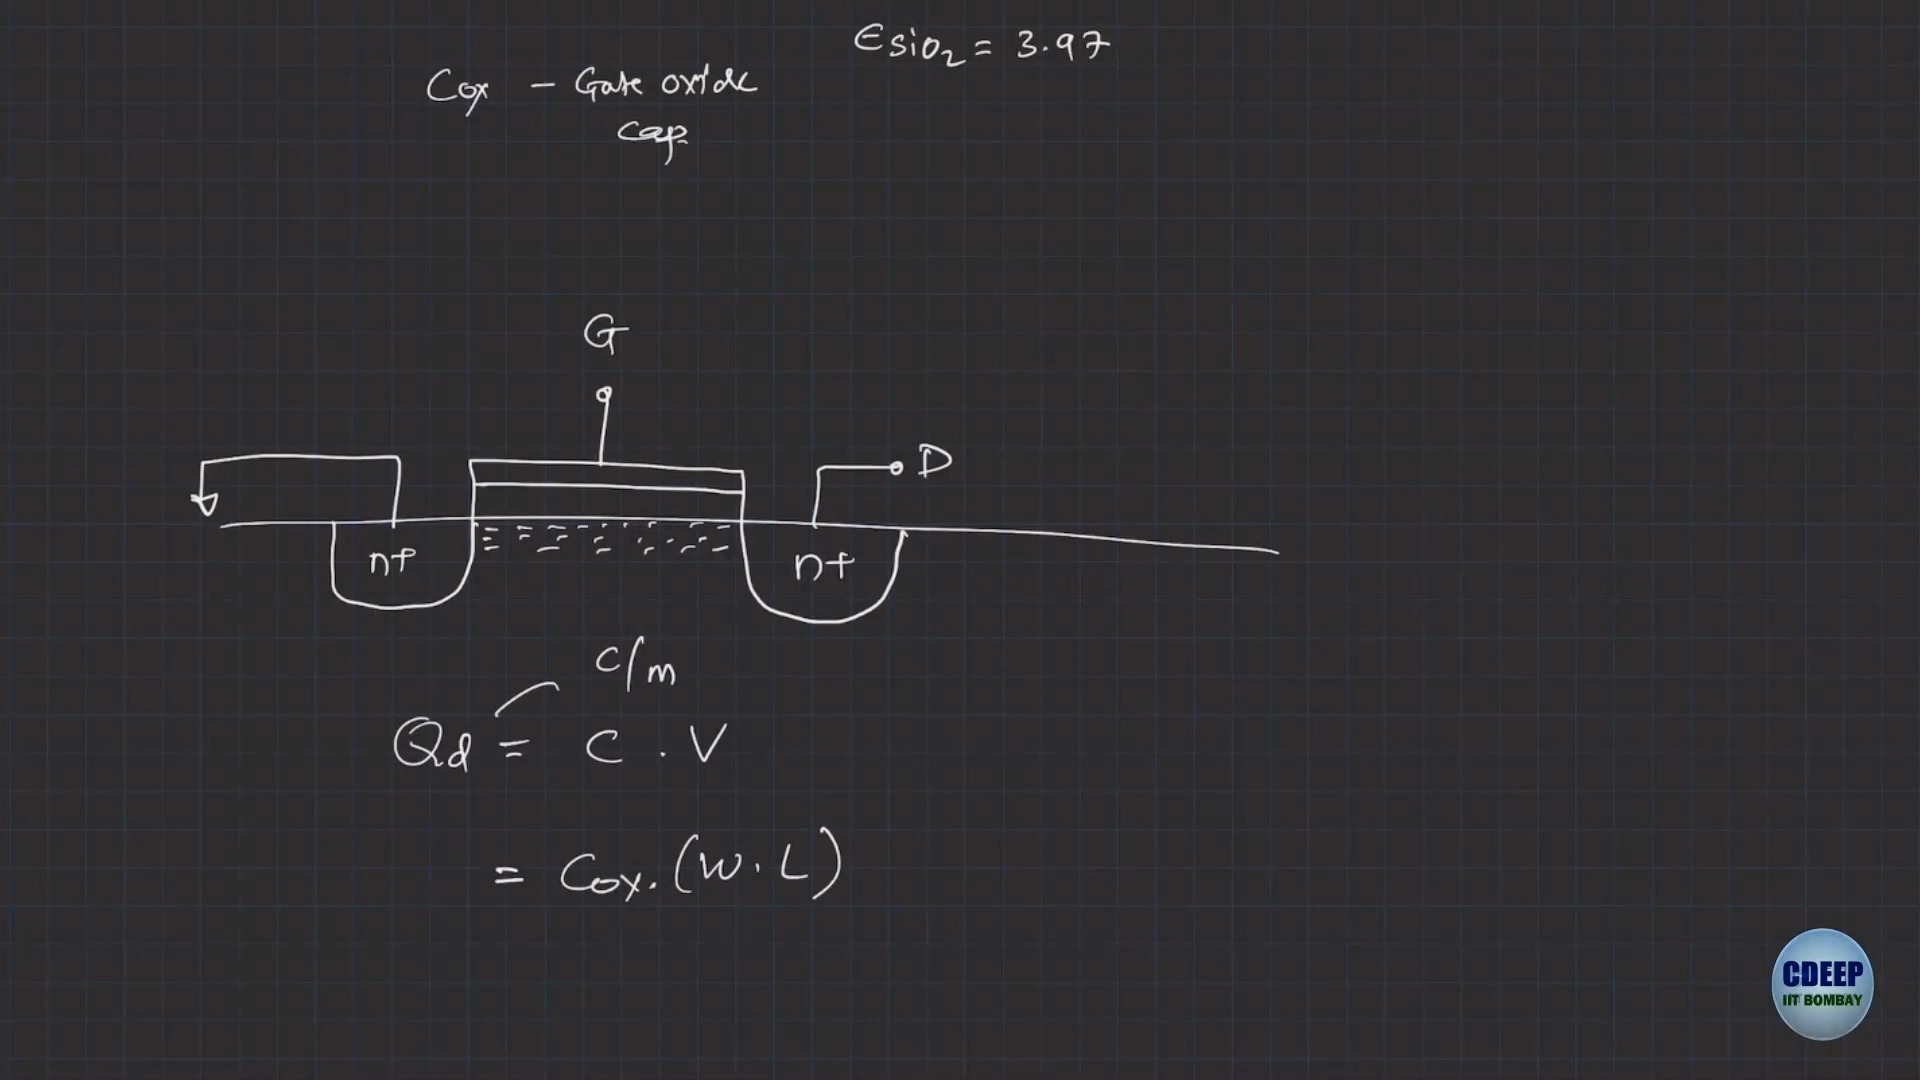 ϵSiO₂ = 3.97
Cox - Gate oxide
cap
G
D
n+
n+
C/m
Qd = C . V
= Cox. (W. L)
CDEEP
IIT BOMBAY